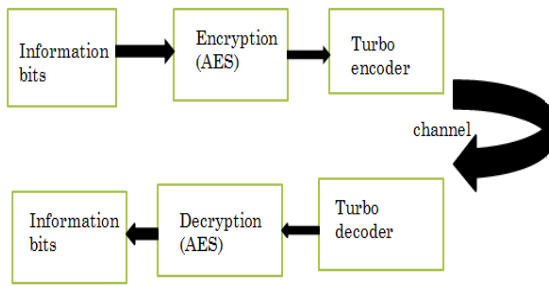 Information
bits
Encryption
(AES)
Turbo
encoder
channel
Information
bits
Decryption
(AES)
Turbo
decoder